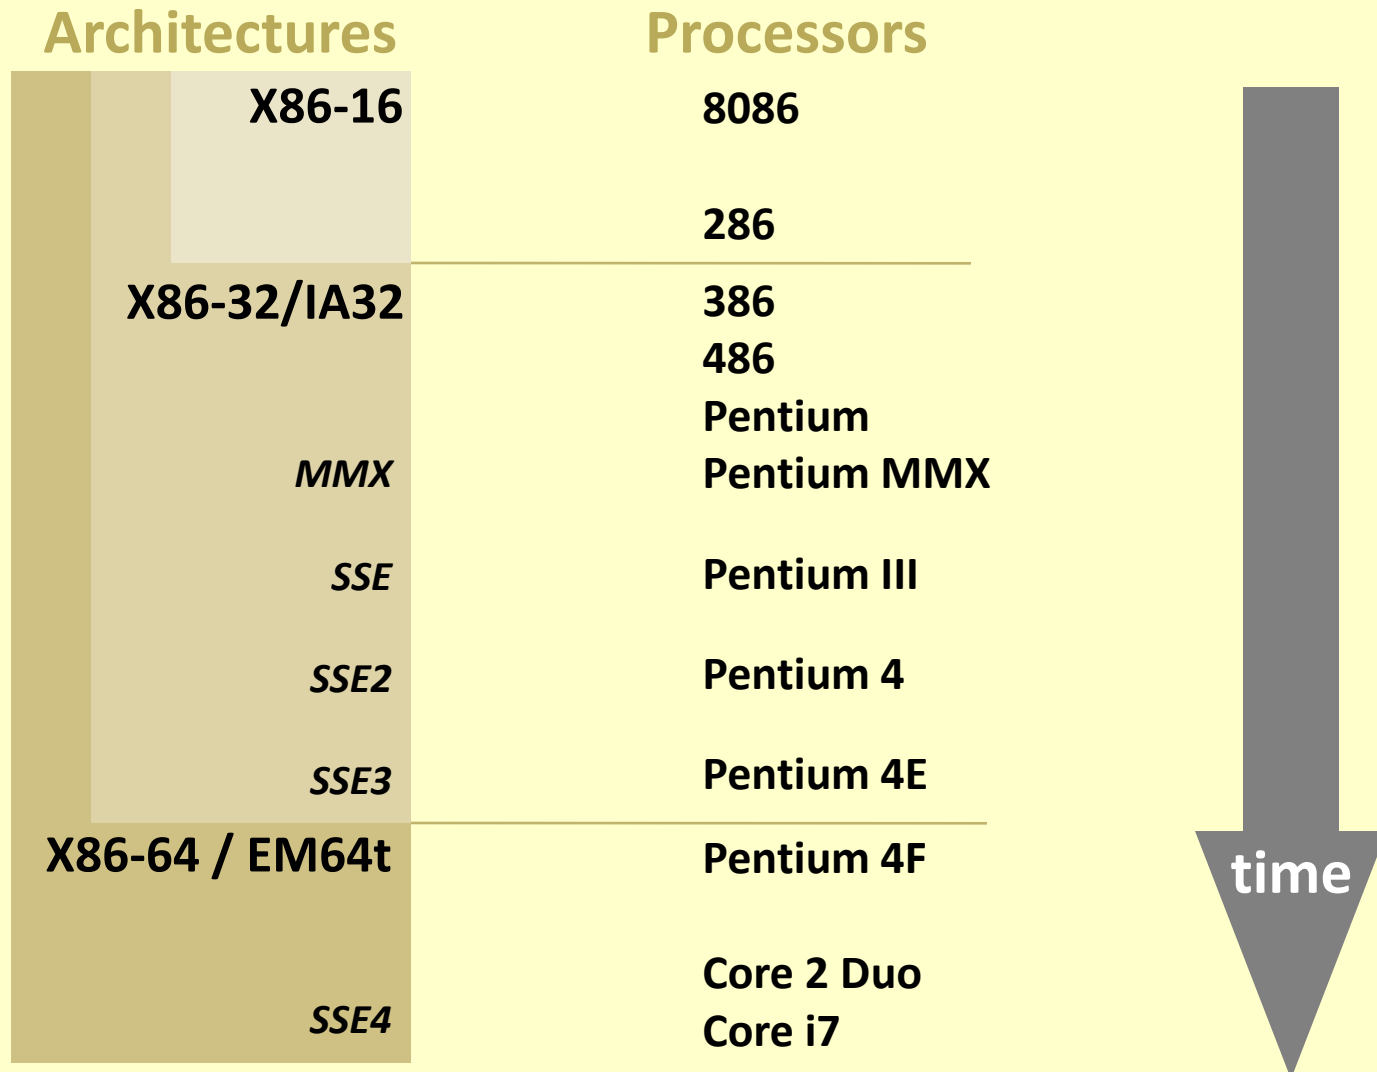 Architectures Processors
X86-16 8086
286
X86-32/IA32 386
486
Pentium
MMX Pentium MMX
SSE Pentium III
SSE2 Pentium 4
SSE3 Pentium 4E
X86-64 / EM64t Pentium 4F
time
Core 2 Duo
SSE4 Core i7